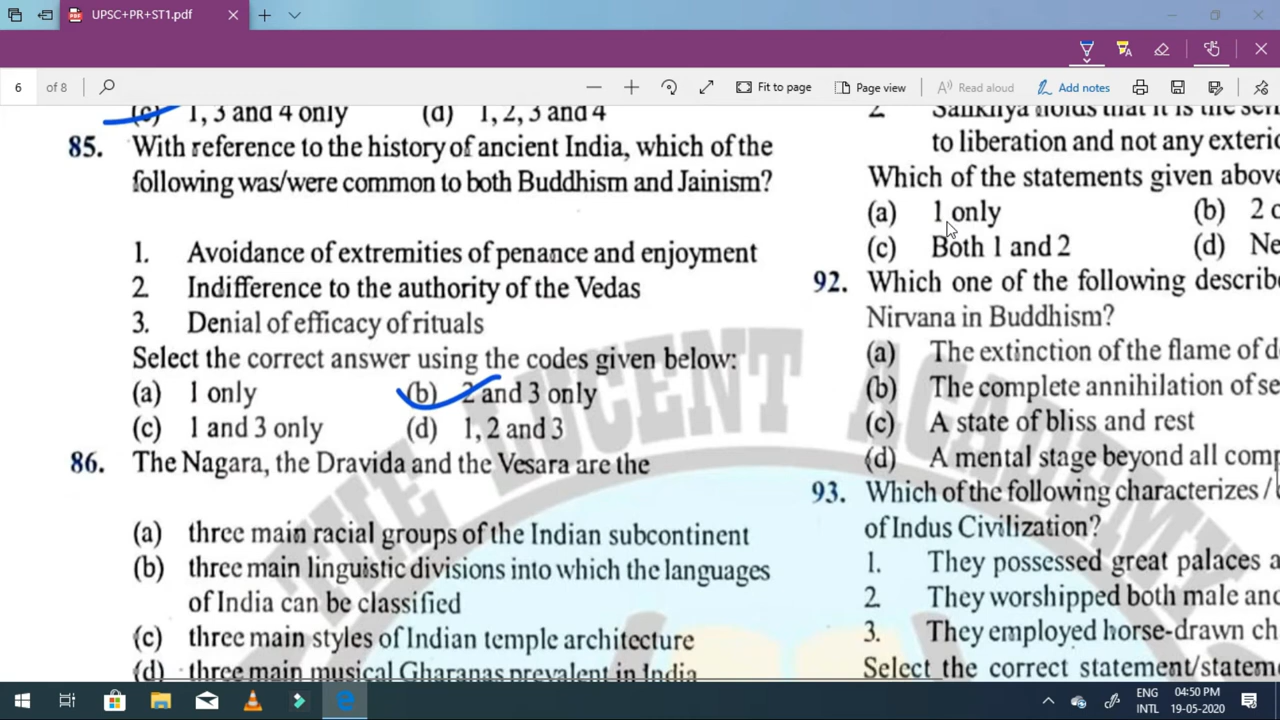 UPSC+PR+ST1.pdf
6 of 8
Fit to page
Page view
Read aloud
Add notes
(c) 1, 3 and 4 only (d) 1, 2, 3 and 4
85. With reference to the history of ancient India, which of the
following was/were common to both Buddhism and Jainism?
1. Avoidance of extremities of penance and enjoyment
2. Indifference to the authority of the Vedas
3. Denial of efficacy of rituals
Select the correct answer using the codes given below:
(a) 1 only (b) 2 and 3 only
(c) 1 and 3 only (d) 1, 2 and 3
86. The Nagara, the Dravida and the Vesara are the
(a) three main racial groups of the Indian subcontinent
(b) three main linguistic divisions into which the languages
of India can be classified
(c) three main styles of Indian temple architecture
(d) three main musical Gharanas prevalent in India
2 Sankhya holds that it is the
to liberation and not any
Which of the statements given
(a) 1 only (b) 2
(c) Both 1 and 2 (d)
92. Which one of the following
Nirvana in Buddhism?
(a) The extinction of the flame of
(b) The complete annihilation of
(c) A state of bliss and rest
(d) A mental stage beyond all
93. Which of the following characterizes /
of Indus Civilization?
1. They possessed great palaces
2. They worshipped both male
3. They employed horse-drawn
Select the correct
THE LUCENT ACADEMY
ENG
INTL
04:50 PM
19-05-2020